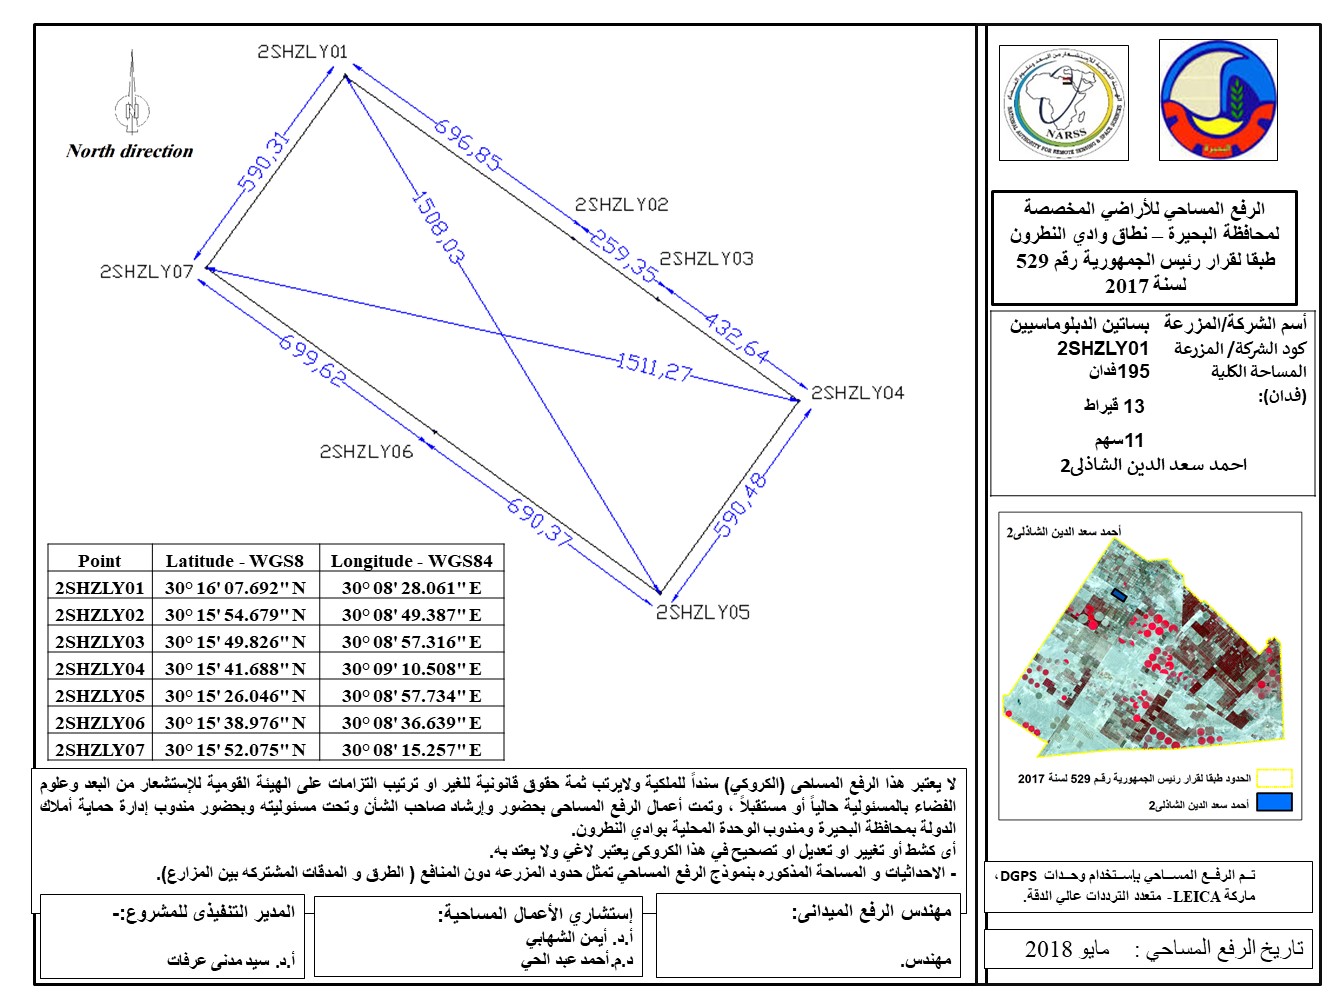 2SHZLY01
North direction
590,31
696,85
1508,03
2SHZLY02
259,35
2SHZLY03
2SHZLY07
432,64
699,62
1511,27
2SHZLY04
2SHZLY06
590,48
690,37
2SHZLY05
Point Latitude - WGS8 Longitude - WGS84
2SHZLY01 30° 16' 07.692" N 30° 08' 28.061" E
2SHZLY02 30° 15' 54.679" N 30° 08' 49.387" E
2SHZLY03 30° 15' 49.826" N 30° 08' 57.316" E
2SHZLY04 30° 15' 41.688" N 30° 09' 10.508" E
2SHZLY05 30° 15' 26.046" N 30° 08' 57.734" E
2SHZLY06 30° 15' 38.976" N 30° 08' 36.639" E
2SHZLY07 30° 15' 52.075" N 30° 08' 15.257" E
NARSS
NATIONAL AUTHORITY FOR REMOTE SENSING & SPACE SCIENCES
البحيرة
الرفع المساحي للأراضي المخصصة
لمحافظة البحيرة – نطاق وادي النطرون
طبقا لقرار رئيس الجمهورية رقم 529
لسنة 2017
أسم الشركة/المزرعة بساتين الدبلوماسيين
كود الشركة/ المزرعة 2SHZLY01
المساحة الكلية 195فدان
(فدان):
13 قيراط
11سهم
احمد سعد الدين الشاذلى2
أحمد سعد الدين الشاذلى2
الحدود طبقا لقرار رئيس الجمهورية رقم 529 لسنة 2017
أحمد سعد الدين الشاذلى2
تم الرفع المساحي بإستخدام وحدات DGPS،
ماركة LEICA- متعدد الترددات عالي الدقة.
تاريخ الرفع المساحي : مايو 2018
لا يعتبر هذا الرفع المساحى (الكروكي) سنداً للملكية ولايرتب ثمة حقوق قانونية للغير او ترتيب التزامات على الهيئة القومية للإستشعار من البعد وعلوم
الفضاء بالمسئولية حالياً أو مستقبلاً ، وتمت أعمال الرفع المساحى بحضور وإرشاد صاحب الشأن وتحت مسئوليته وبحضور مندوب إدارة حماية أملاك
الدولة بمحافظة البحيرة ومندوب الوحدة المحلية بوادي النطرون.
أى كشط أو تغيير او تعديل او تصحيح في هذا الكروكى يعتبر لاغي ولا يعتد به.
- الاحداثيات و المساحة المذكوره بنموذج الرفع المساحي تمثل حدود المزرعه دون المنافع ( الطرق و المدقات المشتركه بين المزارع).
مهندس الرفع الميدانى:
مهندس.
إستشاري الأعمال المساحية:
أ.د. أيمن الشهابي
د.م.أحمد عبد الحي
المدير التنفيذى للمشروع:-
أ.د. سيد مدنى عرفات